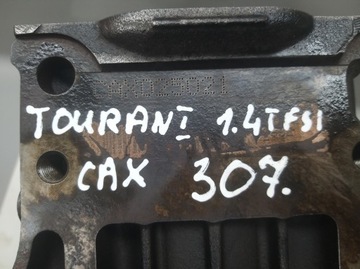 TOURAN I 1.4TFSI
CAX 307.